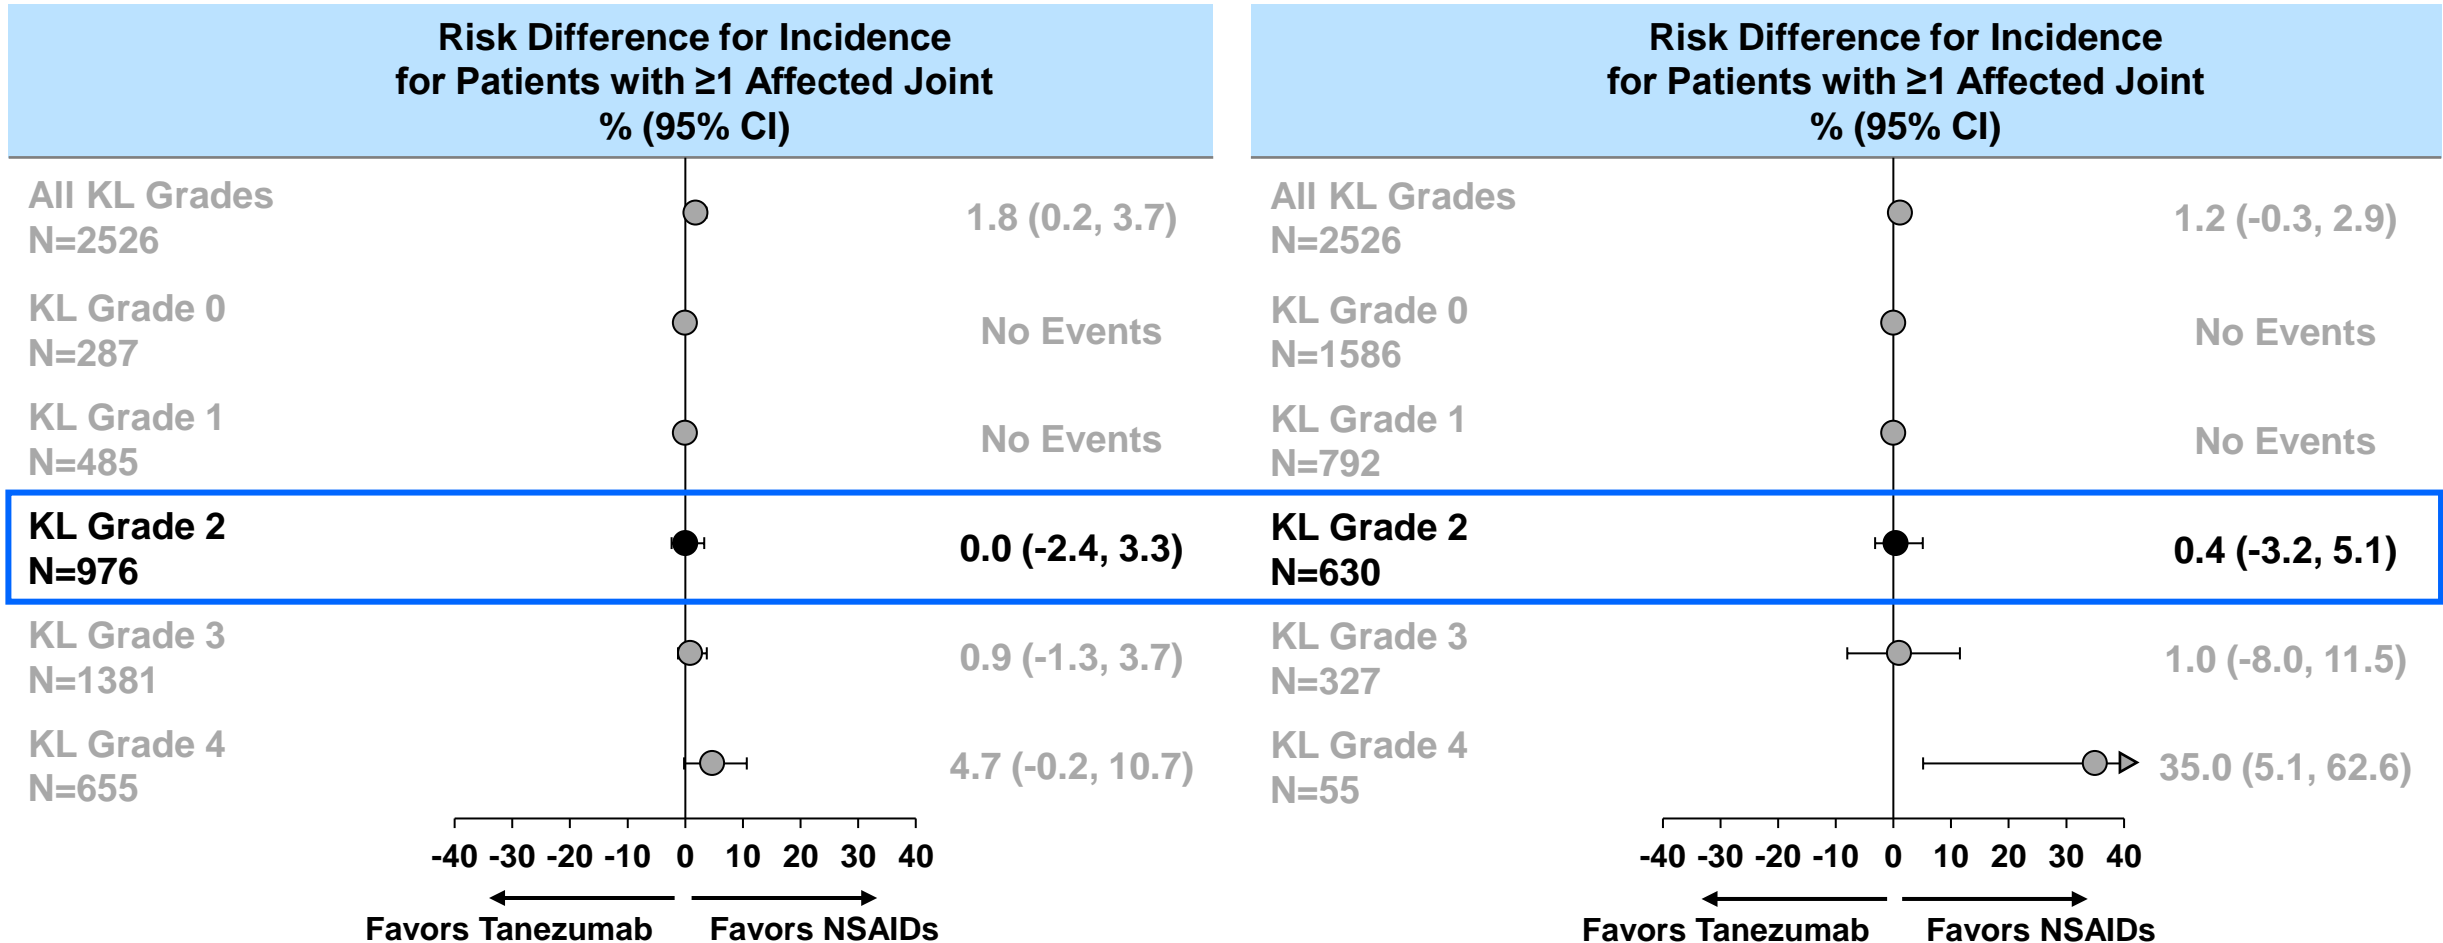 Risk Difference for Incidence
for Patients with ≥1 Affected Joint
% (95% CI)
All KL Grades
N=2526
1.8 (0.2, 3.7)
KL Grade 0
N=287
No Events
KL Grade 1
N=485
No Events
KL Grade 2
N=976
0.0 (-2.4, 3.3)
KL Grade 3
N=1381
0.9 (-1.3, 3.7)
KL Grade 4
N=655
4.7 (-0.2, 10.7)
-40 -30 -20 -10 0 10 20 30 40
Favors Tanezumab Favors NSAIDs
Risk Difference for Incidence
for Patients with ≥1 Affected Joint
% (95% CI)
All KL Grades
N=2526
1.2 (-0.3, 2.9)
KL Grade 0
N=1586
No Events
KL Grade 1
N=792
No Events
KL Grade 2
N=630
0.4 (-3.2, 5.1)
KL Grade 3
N=327
1.0 (-8.0, 11.5)
KL Grade 4
N=55
35.0 (5.1, 62.6)
-40 -30 -20 -10 0 10 20 30 40
Favors Tanezumab Favors NSAIDs